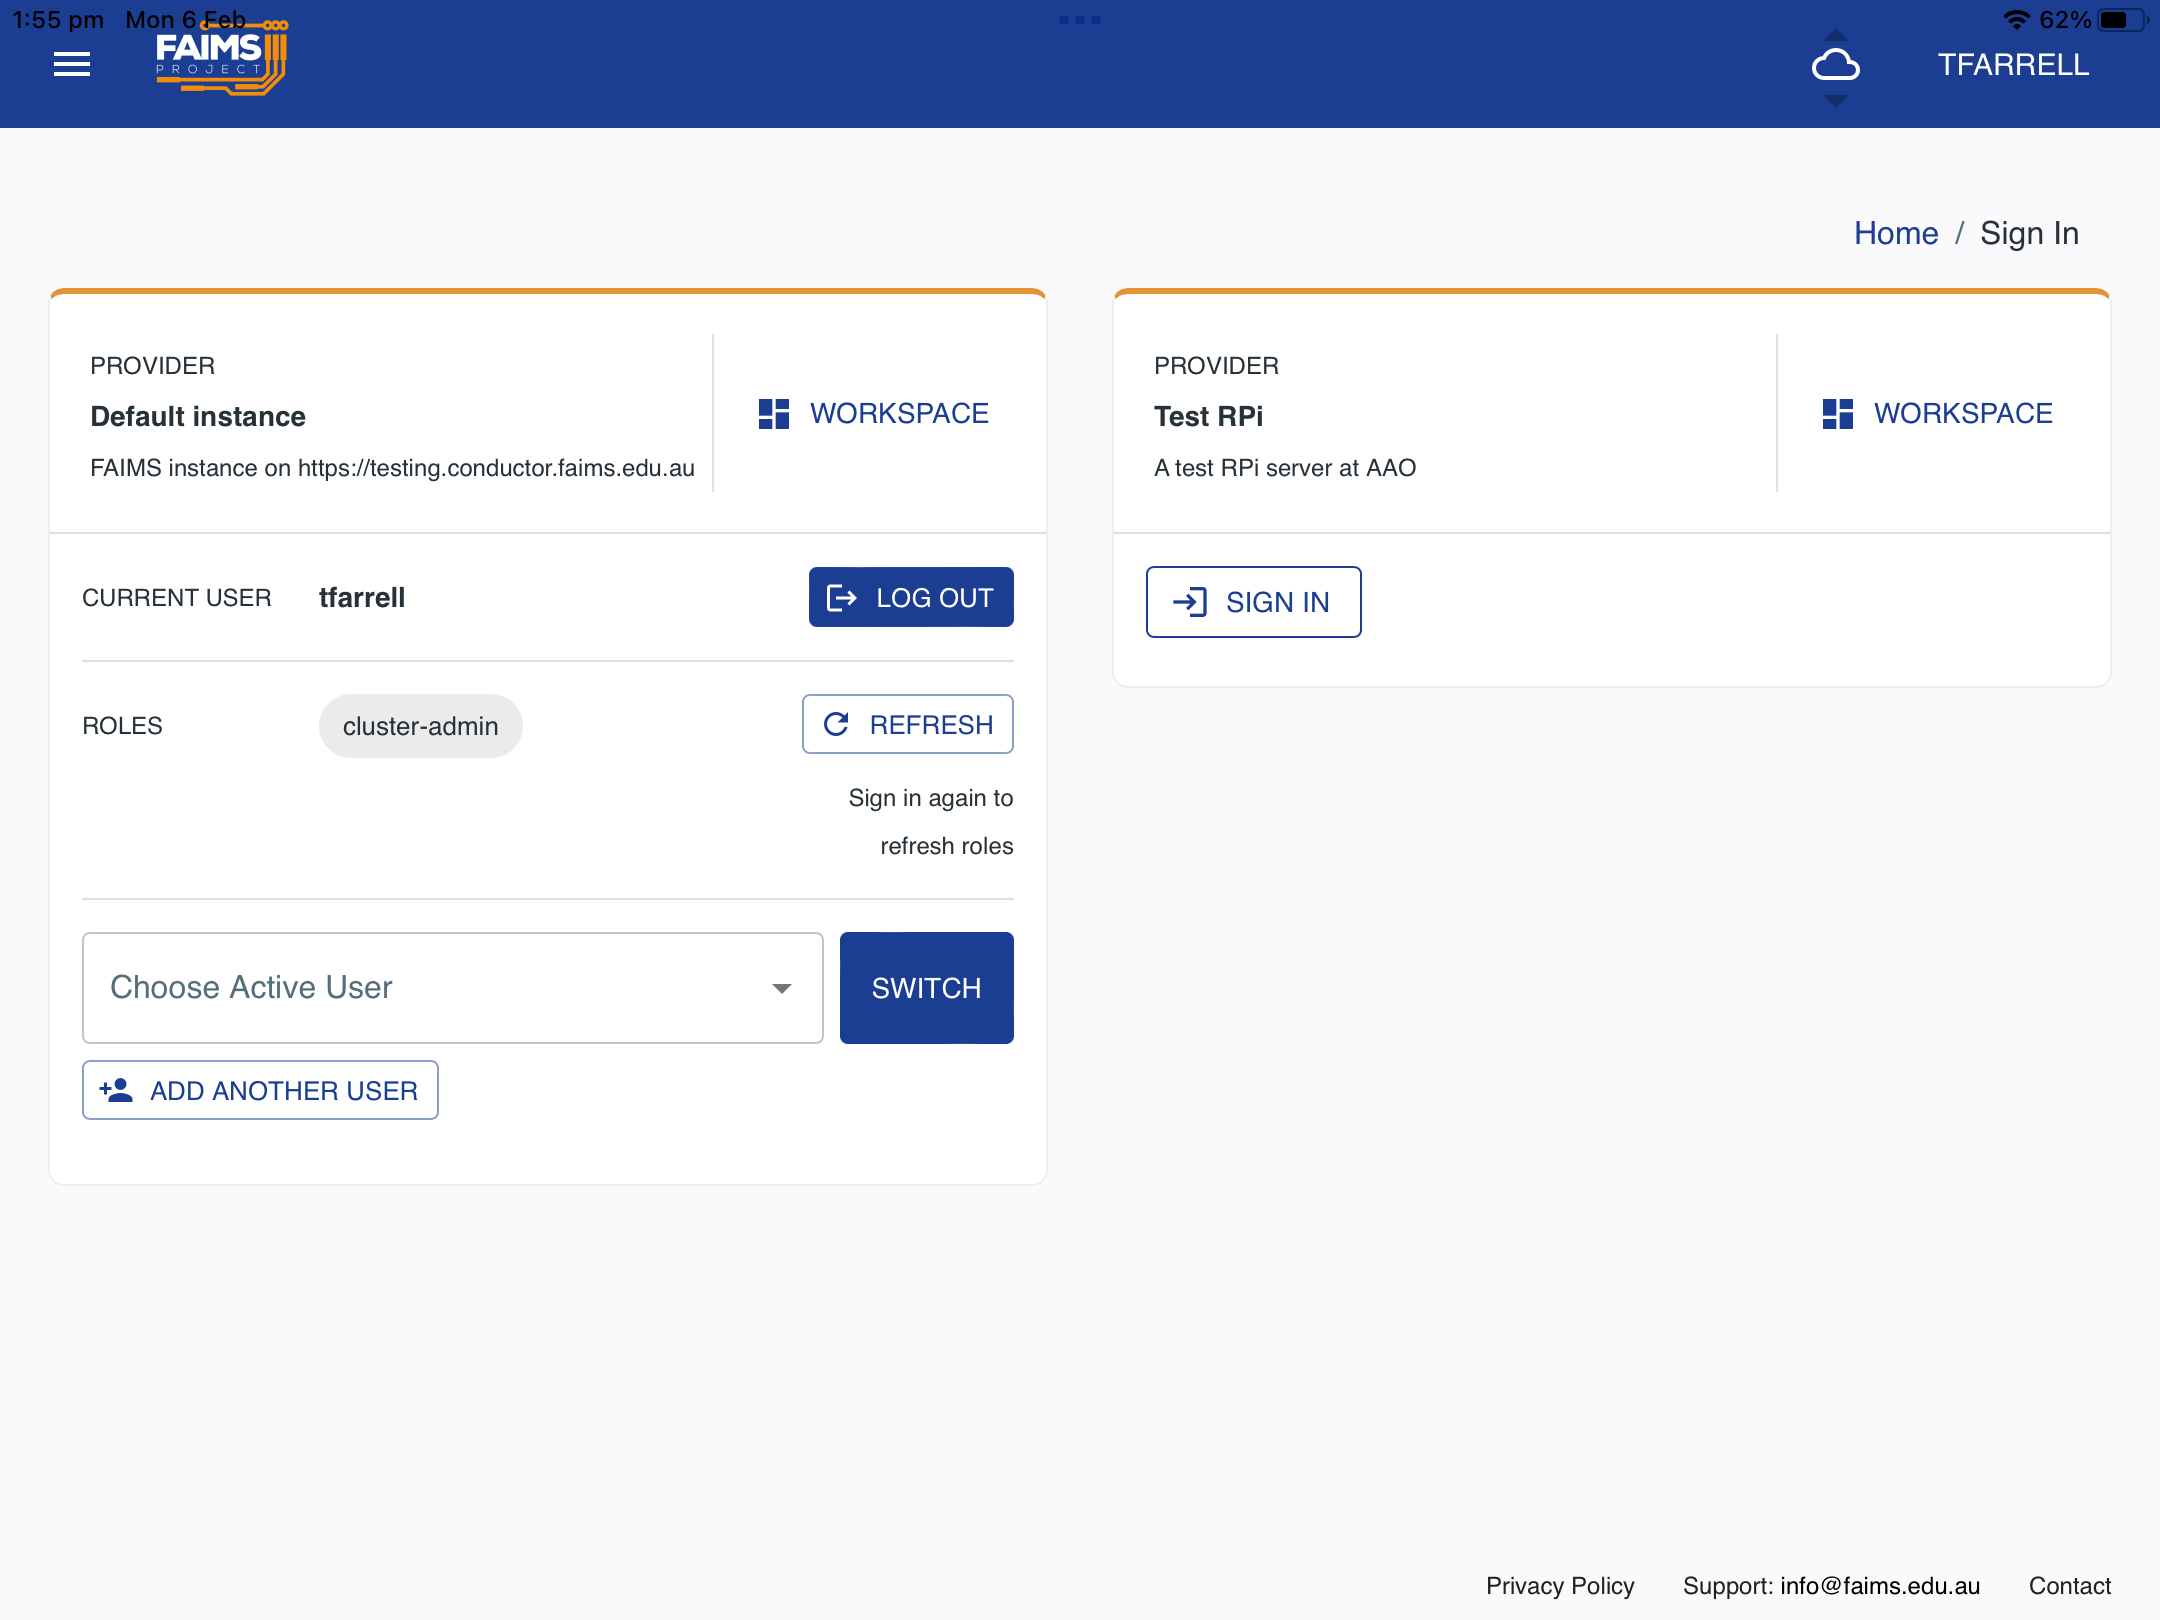 1:55 pm Mon 6 Feb
62%
FAIMS
PROJECT
TFARRELL
Home / Sign In
PROVIDER
Default instance
FAIMS instance on https://testing.conductor.faims.edu.au
WORKSPACE
CURRENT USER tfarrell
LOG OUT
ROLES cluster-admin
REFRESH
Sign in again to
refresh roles
Choose Active User
SWITCH
ADD ANOTHER USER
PROVIDER
Test RPi
A test RPi server at AAO
WORKSPACE
SIGN IN
Privacy Policy Support: info@faims.edu.au Contact